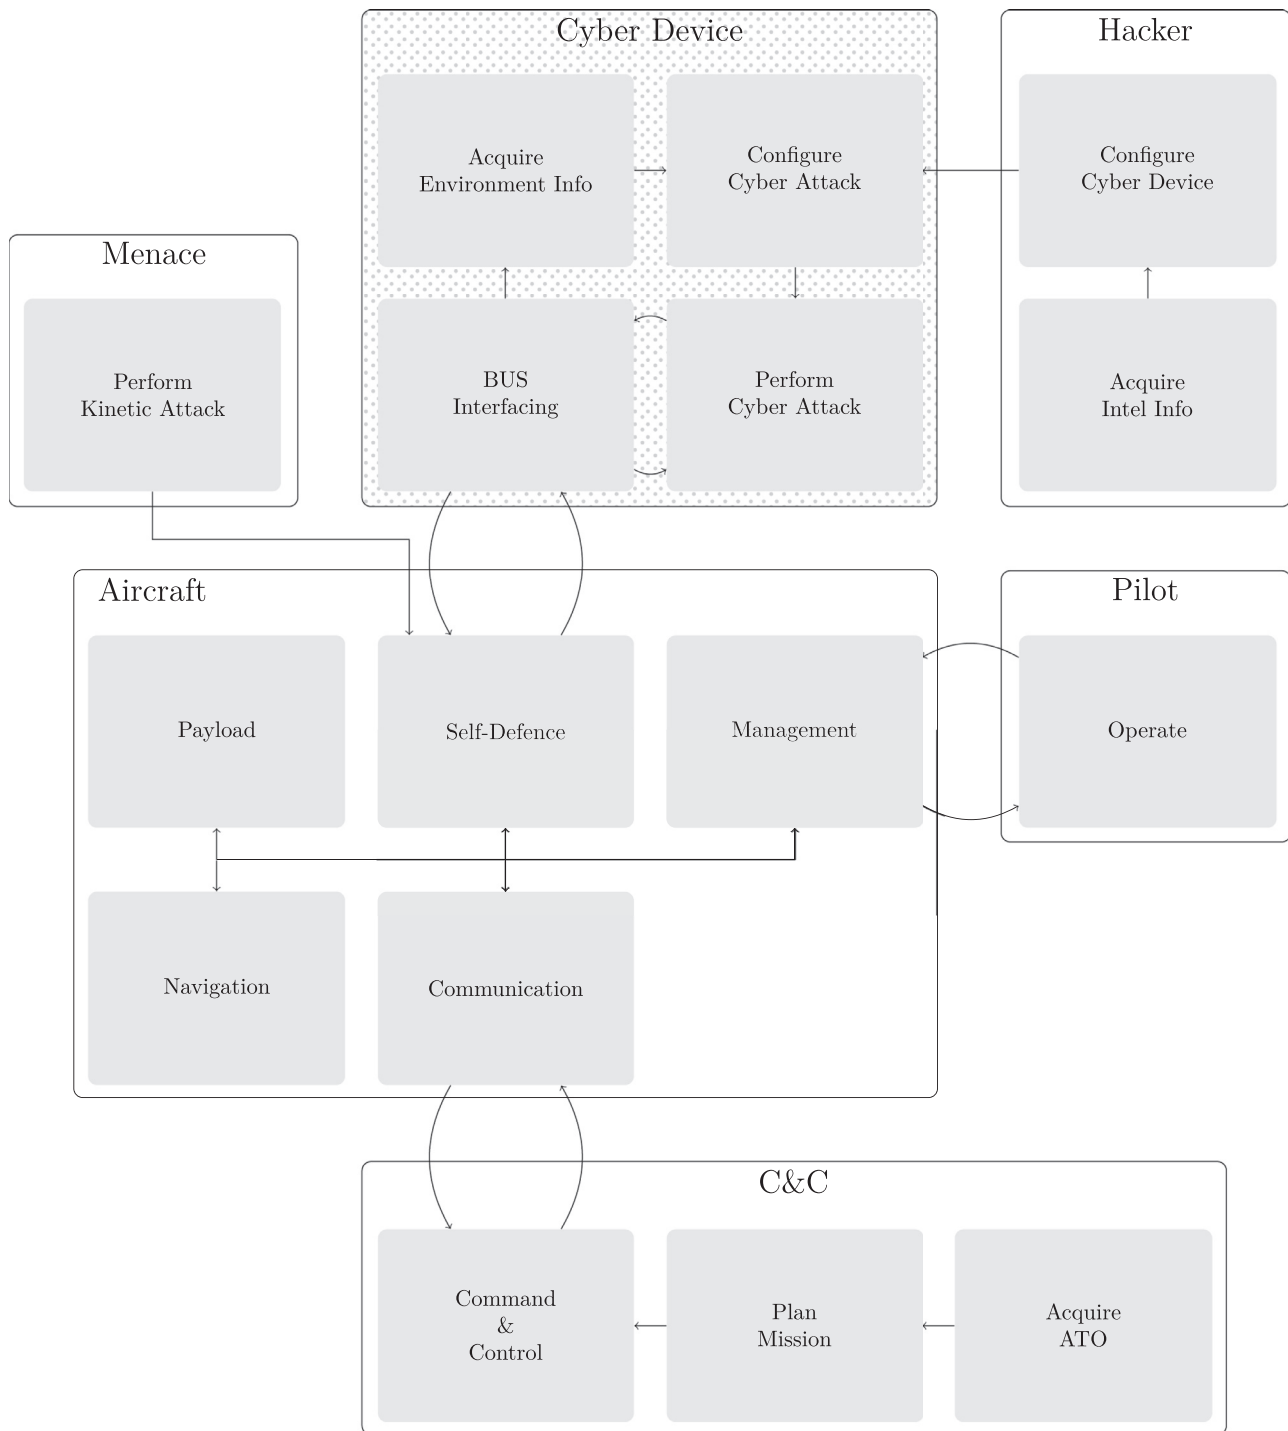 Cyber Device
Hacker
Acquire
Environment Info
Configure
Cyber Attack
Configure
Cyber Device
Menace
Perform
Kinetic Attack
BUS
Interfacing
Perform
Cyber Attack
Acquire
Intel Info
Aircraft
Pilot
Payload
Self-Defence
Management
Operate
Navigation
Communication
C&C
Command
&
Control
Plan
Mission
Acquire
ATO